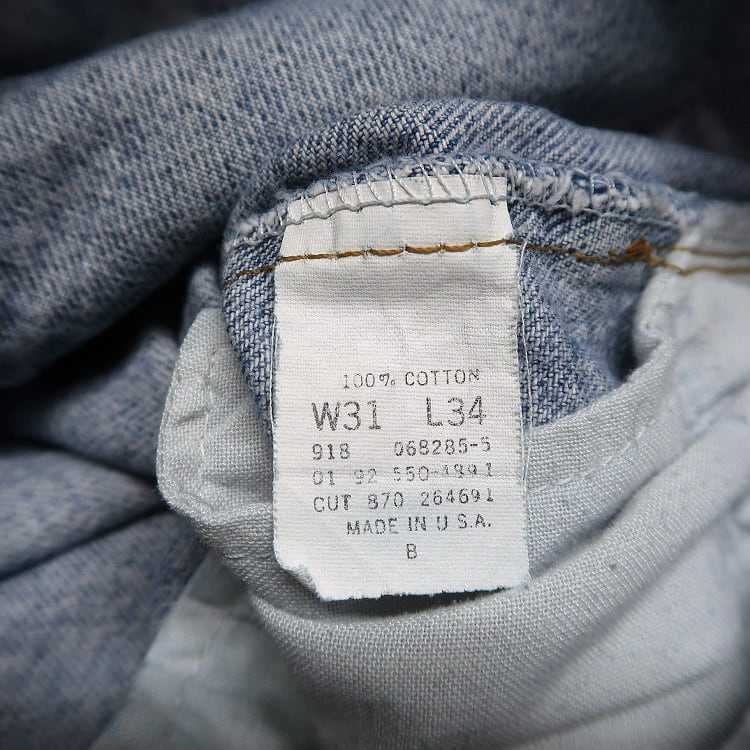 100% COTTON
W31 L34
918 068285-5
01 92 550-4891
CUT 870 264691
MADE IN U.S.A.
B